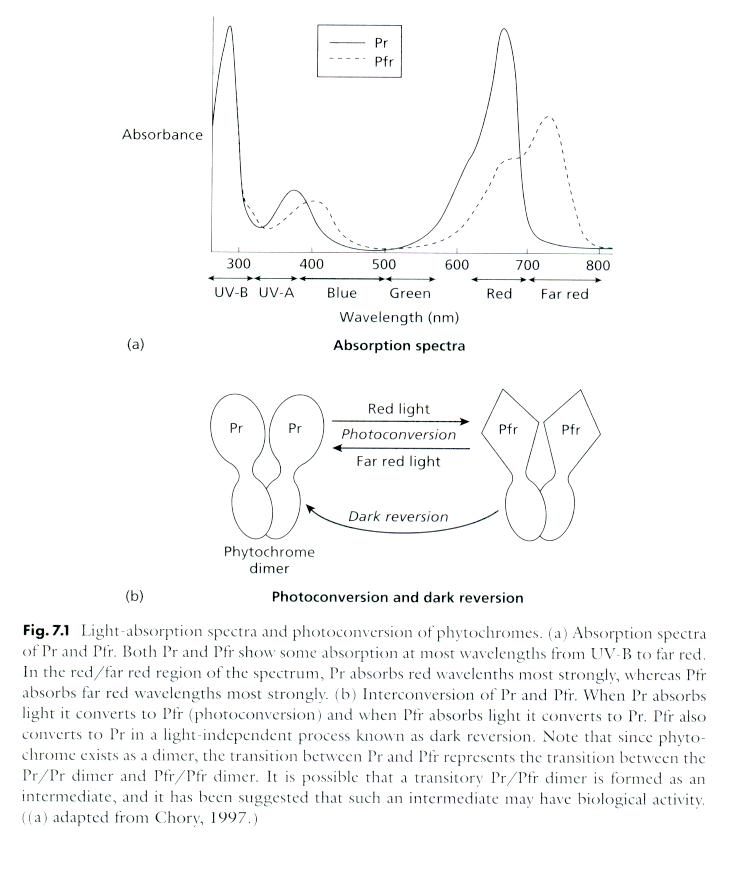 Pr
Pfr
Absorbance
300 400 500 600 700 800
UV-B UV-A Blue Green Red Far red
Wavelength (nm)
(a) Absorption spectra
Pr Pr Red light Pfr Pfr
Photoconversion
Far red light
Dark reversion
Phytochrome
dimer
(b) Photoconversion and dark reversion
Fig. 7.1 Light-absorption spectra and photoconversion of phytochromes. (a) Absorption spectra
of Pr and Pfr. Both Pr and Pfr show some absorption at most wavelengths from UV-B to far red.
In the red/far red region of the spectrum, Pr absorbs red wavelenths most strongly, whereas Pfr
absorbs far red wavelengths most strongly. (b) Interconversion of Pr and Pfr. When Pr absorbs
light it converts to Pfr (photoconversion) and when Pfr absorbs light it converts to Pr. Pfr also
converts to Pr in a light-independent process known as dark reversion. Note that since phyto-
chrome exists as a dimer, the transition between Pr and Pfr represents the transition between the
Pr/Pr dimer and Pfr/Pfr dimer. It is possible that a transitory Pr/Pfr dimer is formed as an
intermediate, and it has been suggested that such an intermediate may have biological activity.
((a) adapted from Chory, 1997.)